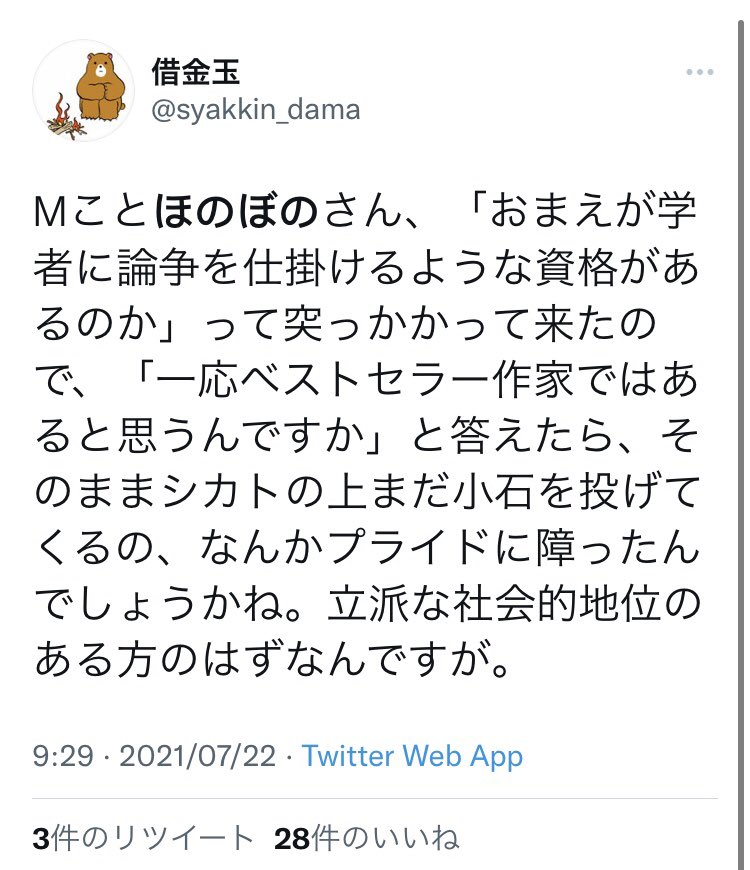 借金玉
@syakkin_dama
Mことほのぼのさん、「おまえが学
者に論争を仕掛けるような資格があ
るのか」って突っかかって来たの
で、「一応ベストセラー作家ではあ
ると思うんですか」と答えたら、そ
のままシカトの上まだ小石を投げて
くるの、なんかプライドに障ったん
でしょうかね。立派な社会的地位の
ある方のはずなんですが。
9:29 · 2021/07/22 · Twitter Web App
3件のリツイート 28件のいいね